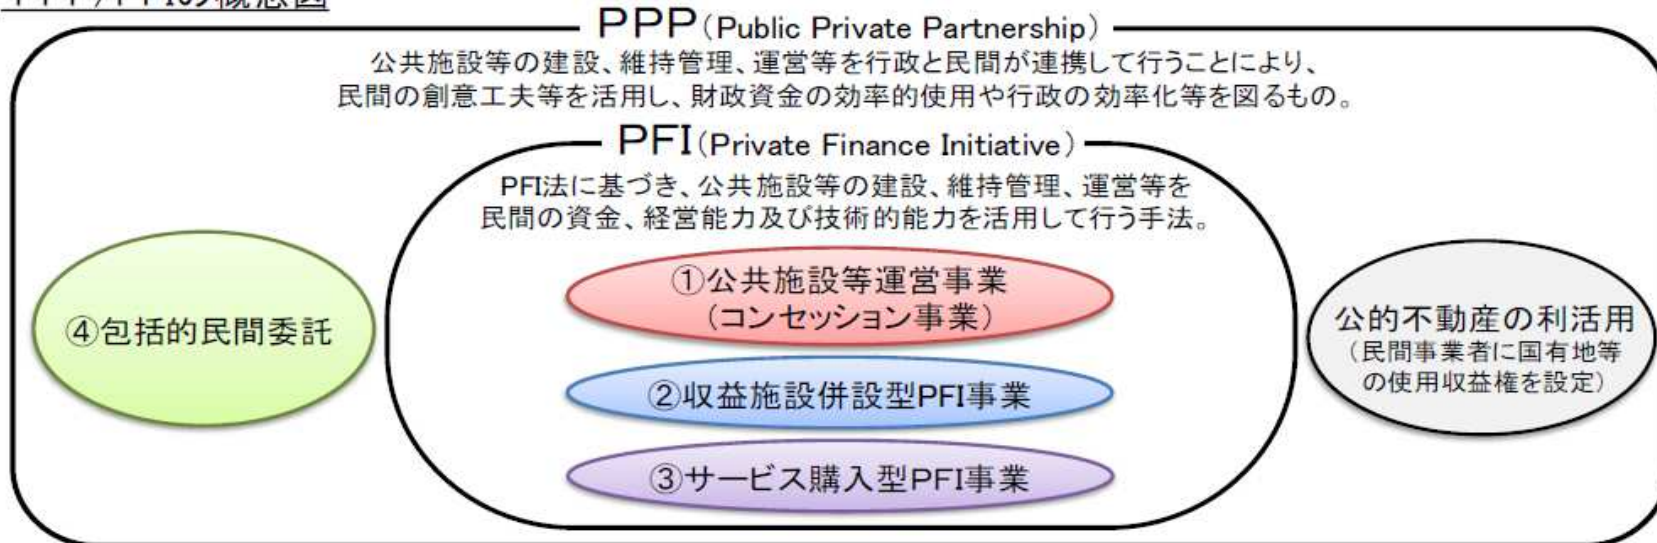 PPP/PFIの概念図
PPP(Public Private Partnership)
公共施設等の建設、維持管理、運営等を行政と民間が連携して行うことにより、
民間の創意工夫等を活用し、財政資金の効率的使用や行政の効率化等を図るもの。
PFI(Private Finance Initiative)
PFI法に基づき、公共施設等の建設、維持管理、運営等を
民間の資金、経営能力及び技術的能力を活用して行う手法。
①公共施設等運営事業
(コンセッション事業)
②収益施設併設型PFI事業
③サービス購入型PFI事業
④包括的民間委託
公的不動産の利活用
(民間事業者に国有地等
の使用収益権を設定)